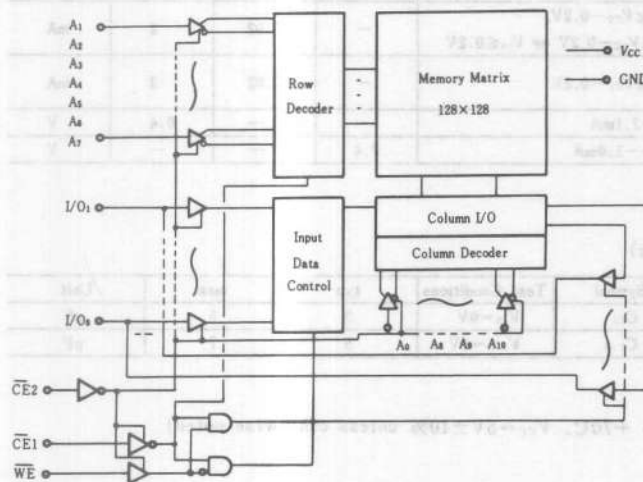 A₁
A₂
A₃
A₄
A₅
A₆
A₇
Row
Decoder
Memory Matrix
128×128
Vcc
GND
I/O₁
Input
Data
Control
Column I/O
Column Decoder
I/O₈
A₀ A₈ A₉ A₁₀
CE2
CE1
WE